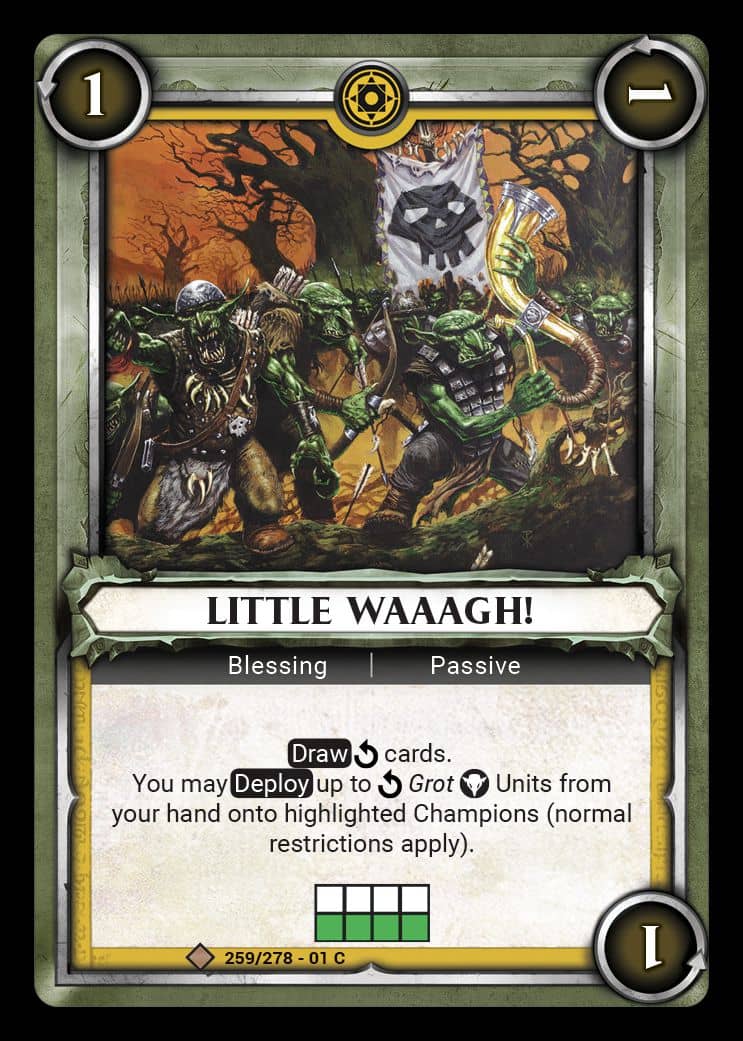 1
1
LITTLE WAAAGH!
Blessing | Passive
Draw cards.
You may Deploy up to Grot Units from
your hand onto highlighted Champions (normal
restrictions apply).
259/278 - 01 C
1